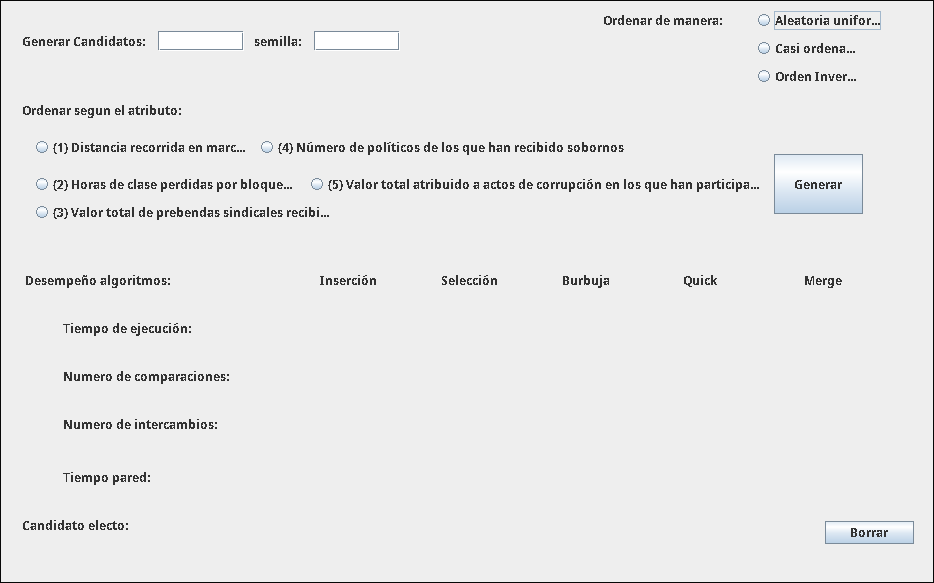 Ordenar de manera: Aleatoria unifor...
Generar Candidatos: semilla:
Casi ordena...
Orden Inver...
Ordenar segun el atributo:
(1) Distancia recorrida en marc... (4) Número de políticos de los que han recibido sobornos
(2) Horas de clase perdidas por bloque... (5) Valor total atribuido a actos de corrupción en los que han participa...
Generar
(3) Valor total de prebendas sindicales recibi...
Desempeño algoritmos: Inserción Selección Burbuja Quick Merge
Tiempo de ejecución:
Numero de comparaciones:
Numero de intercambios:
Tiempo pared:
Candidato electo:
Borrar